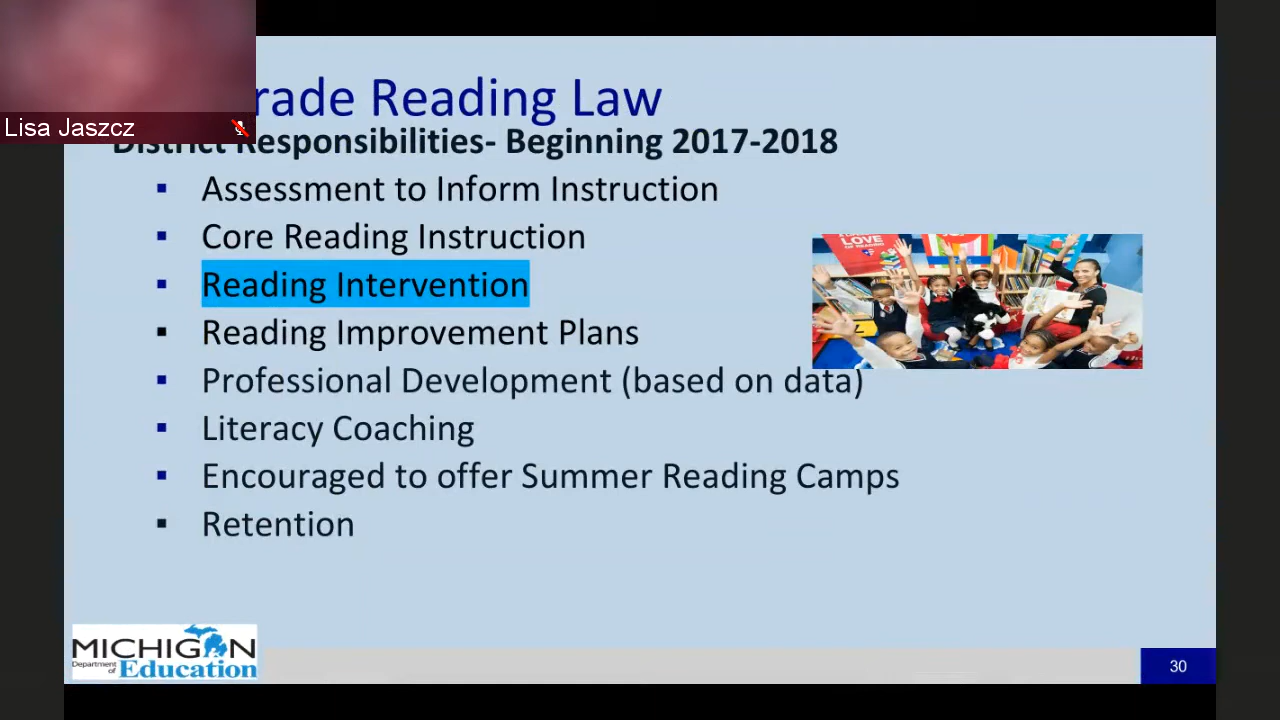 Lisa Jaszcz
rade Reading Law
District Responsibilities- Beginning 2017-2018
▪ Assessment to Inform Instruction
▪ Core Reading Instruction
▪ Reading Intervention
▪ Reading Improvement Plans
▪ Professional Development (based on data)
▪ Literacy Coaching
▪ Encouraged to offer Summer Reading Camps
▪ Retention
LOVE
MICHIGAN
Department of Education
30